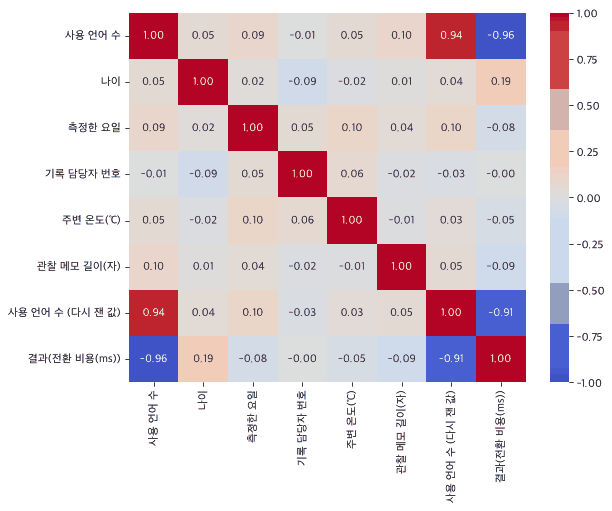 사용 언어 수 1.00 0.05 0.09 −0.01 0.05 0.10 0.94 −0.96
나이 0.05 1.00 0.02 −0.09 −0.02 0.01 0.04 0.19
측정한 요일 0.09 0.02 1.00 0.05 0.10 0.04 0.10 −0.08
기록 담당자 번호 −0.01 −0.09 0.05 1.00 0.06 −0.02 −0.03 −0.00
주변 온도(℃) 0.05 −0.02 0.10 0.06 1.00 −0.01 0.03 −0.05
관찰 메모 길이(자) 0.10 0.01 0.04 −0.02 −0.01 1.00 0.05 −0.09
사용 언어 수 (다시 잰 값) 0.94 0.04 0.10 −0.03 0.03 0.05 1.00 −0.91
결과(전환 비용(ms)) −0.96 0.19 −0.08 −0.00 −0.05 −0.09 −0.91 1.00
사용 언어 수
나이
측정한 요일
기록 담당자 번호
주변 온도(℃)
관찰 메모 길이(자)
사용 언어 수 (다시 잰 값)
결과(전환 비용(ms))
1.00
0.75
0.50
0.25
0.00
−0.25
−0.50
−0.75
−1.00